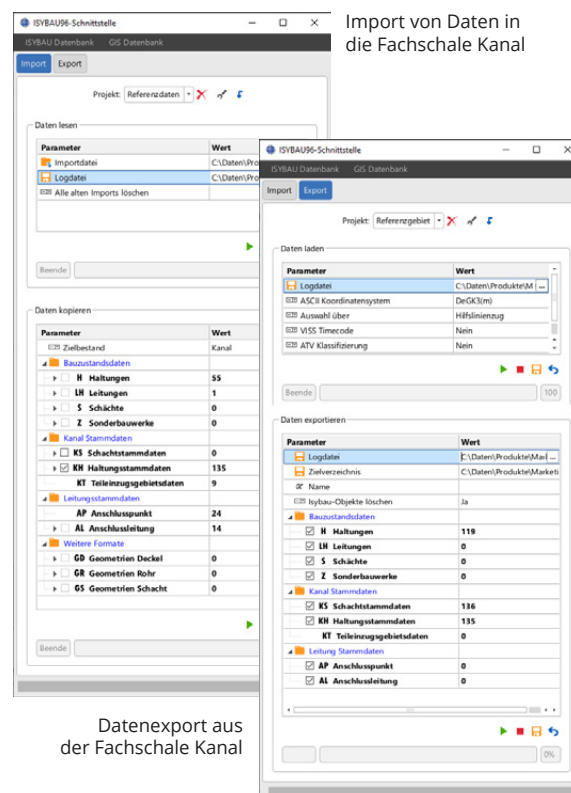 ISYBAU96-Schnittstelle
Import von Daten in
die Fachschale Kanal
ISYBAU Datenbank GIS Datenbank
Import Export
Projekt: Referenzdaten
Daten lesen
Parameter Wert
Importdatei C:\Daten\Pro
Logdatei C:\Daten\Pro
Alle alten Imports löschen
Beende
Daten kopieren
Parameter Wert
Zielbestand Kanal
Bauzustandsdaten
H Haltungen 55
LH Leitungen 1
S Schächte 0
Z Sonderbauwerke 0
Kanal Stammdaten
KS Schachtstammdaten 0
KH Haltungsstammdaten 135
KT Teileinzugsgebietsdaten 9
Leitungsstammdaten
AP Anschlusspunkt 24
AL Anschlussleitung 14
Weitere Formate
GD Geometrien Deckel 0
GR Geometrien Rohr 0
GS Geometrien Schacht 0
Beende
ISYBAU96-Schnittstelle
ISYBAU Datenbank GIS Datenbank
Import Export
Projekt: Referenzgebiet
Daten laden
Parameter Wert
Logdatei C:\Daten\Produkte\M ...
ASCII Koordinatensystem DeGK3(m)
Auswahl über Hilfslinienzug
VISS Timecode Nein
ATV Klassifizierung Nein
Beende 100
Daten exportieren
Parameter Wert
Logdatei C:\Daten\Produkte\Mari ...
Zielverzeichnis C:\Daten\Produkte\Marketi
Name
Isybau-Objekte löschen Ja
Bauzustandsdaten
H Haltungen 119
LH Leitungen 0
S Schächte 0
Z Sonderbauwerke 0
Kanal Stammdaten
KS Schachtstammdaten 136
KH Haltungsstammdaten 135
KT Teileinzugsgebietsdaten 0
Leitung Stammdaten
AP Anschlusspunkt 0
AL Anschlussleitung 0
0%
Datenexport aus
der Fachschale Kanal